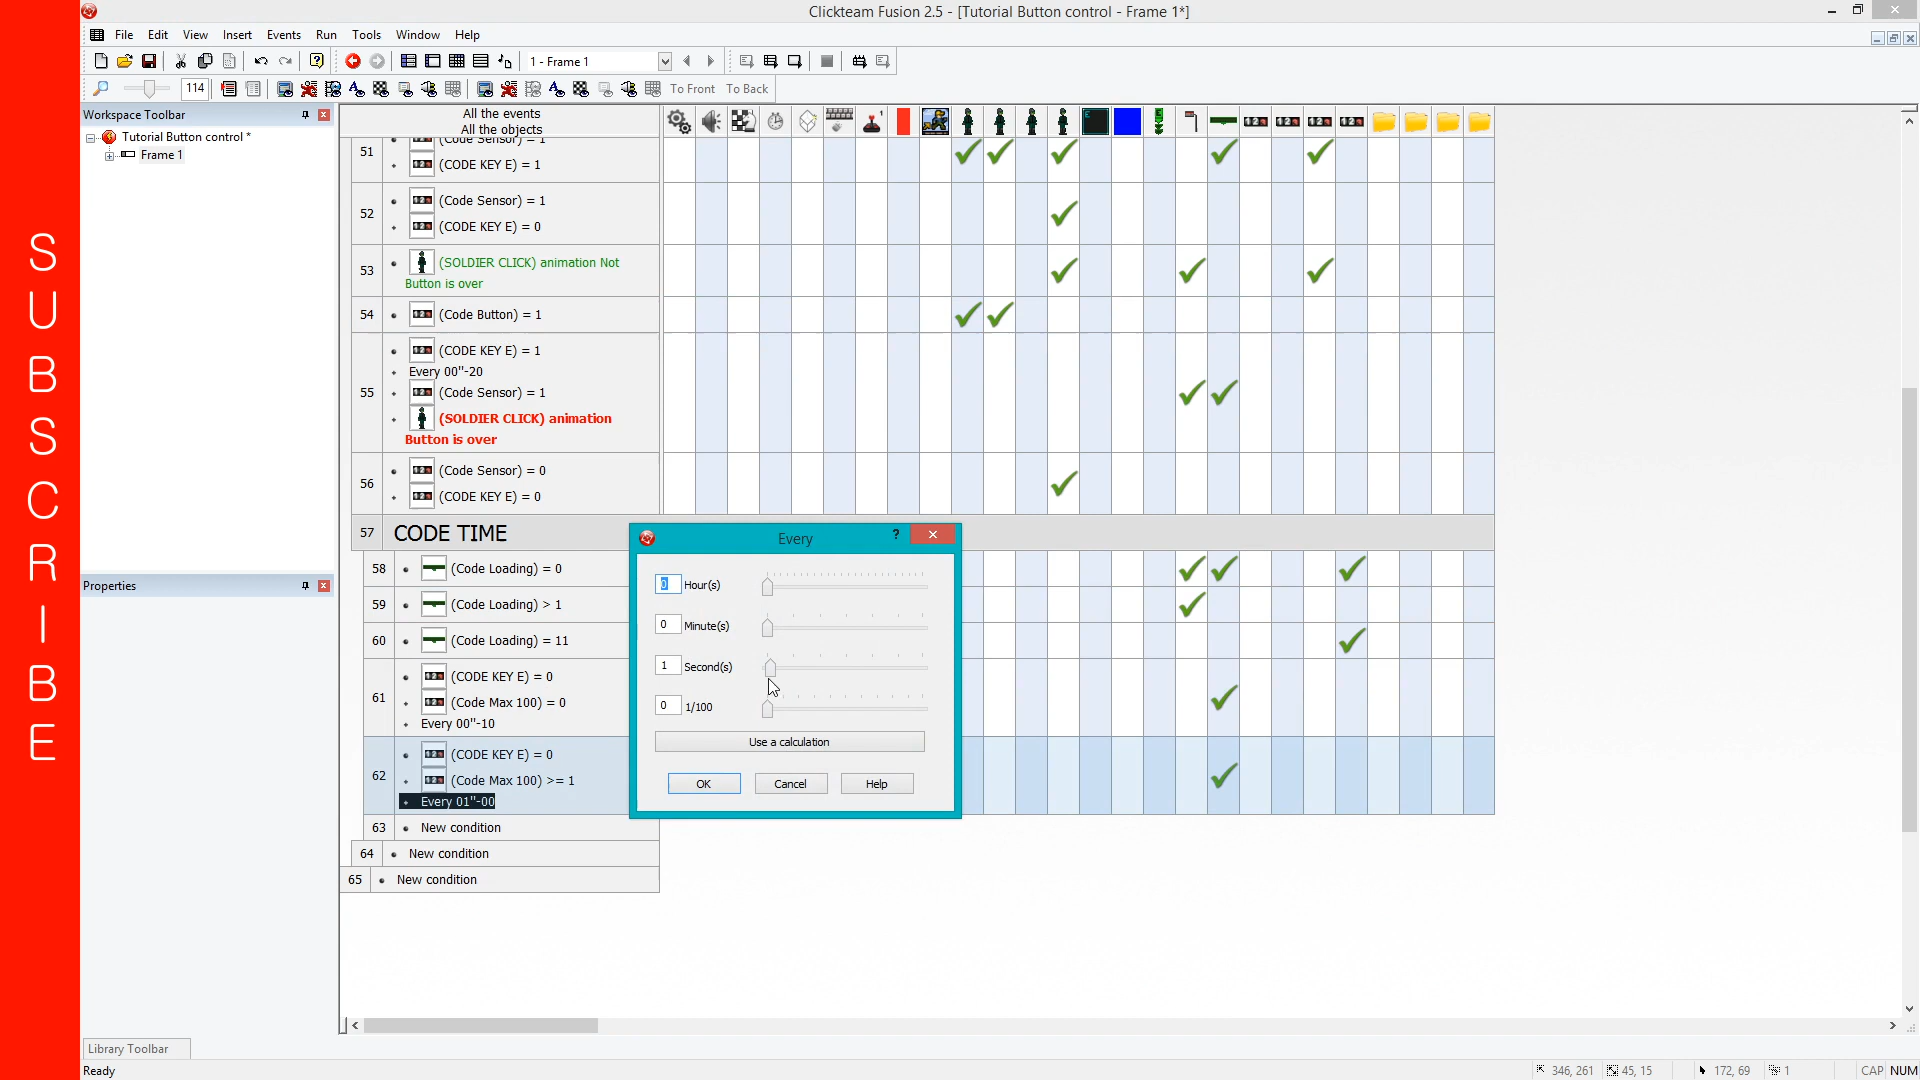 Clickteam Fusion 2.5 - [Tutorial Button control - Frame 1*]
File Edit View Insert Events Run Tools Window Help
1 - Frame 1
114 To Front To Back
Workspace Toolbar
Tutorial Button control *
Frame 1
Properties
S
U
B
S
C
R
I
B
E
All the events
All the objects
51 (Code Sensor) = 1
(CODE KEY E) = 1
52 (Code Sensor) = 1
(CODE KEY E) = 0
53 (SOLDIER CLICK) animation Not
Button is over
54 (Code Button) = 1
55 (CODE KEY E) = 1
Every 00"-20
(Code Sensor) = 1
(SOLDIER CLICK) animation
Button is over
56 (Code Sensor) = 0
(CODE KEY E) = 0
57 CODE TIME
58 (Code Loading) = 0
59 (Code Loading) > 1
60 (Code Loading) = 11
61 (CODE KEY E) = 0
(Code Max 100) = 0
Every 00"-10
62 (CODE KEY E) = 0
(Code Max 100) >= 1
Every 01"-00
63 New condition
64 New condition
65 New condition
Every
?
0 Hour(s)
0 Minute(s)
1 Second(s)
0 1/100
Use a calculation
OK Cancel Help
Library Toolbar
Ready
346, 261 45, 15 172, 69 1 CAP NUM